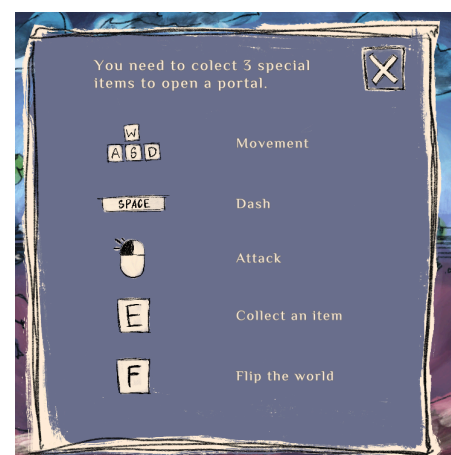 You need to colect 3 special
items to open a portal.
W
A S D Movement
SPACE Dash
Attack
E Collect an item
F Flip the world